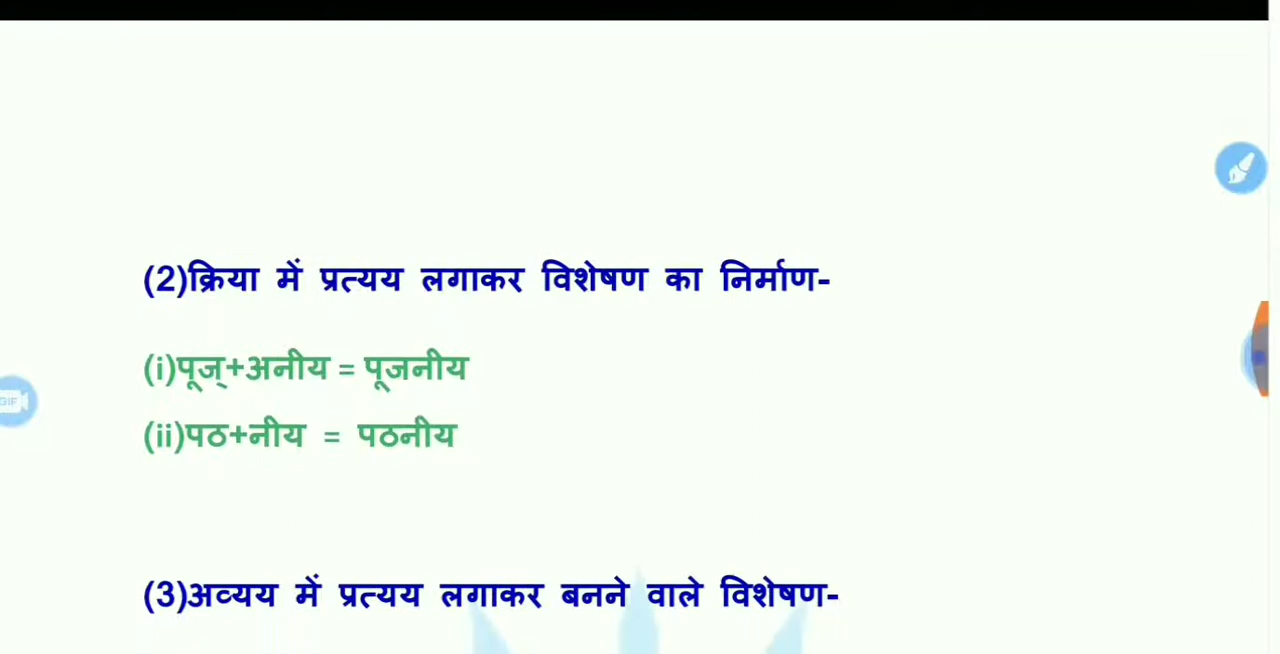 (2)क्रिया में प्रत्यय लगाकर विशेषण का निर्माण-
(i)पूज्+अनीय = पूजनीय
(ii)पठ+नीय = पठनीय
GIF
(3)अव्यय में प्रत्यय लगाकर बनने वाले विशेषण-